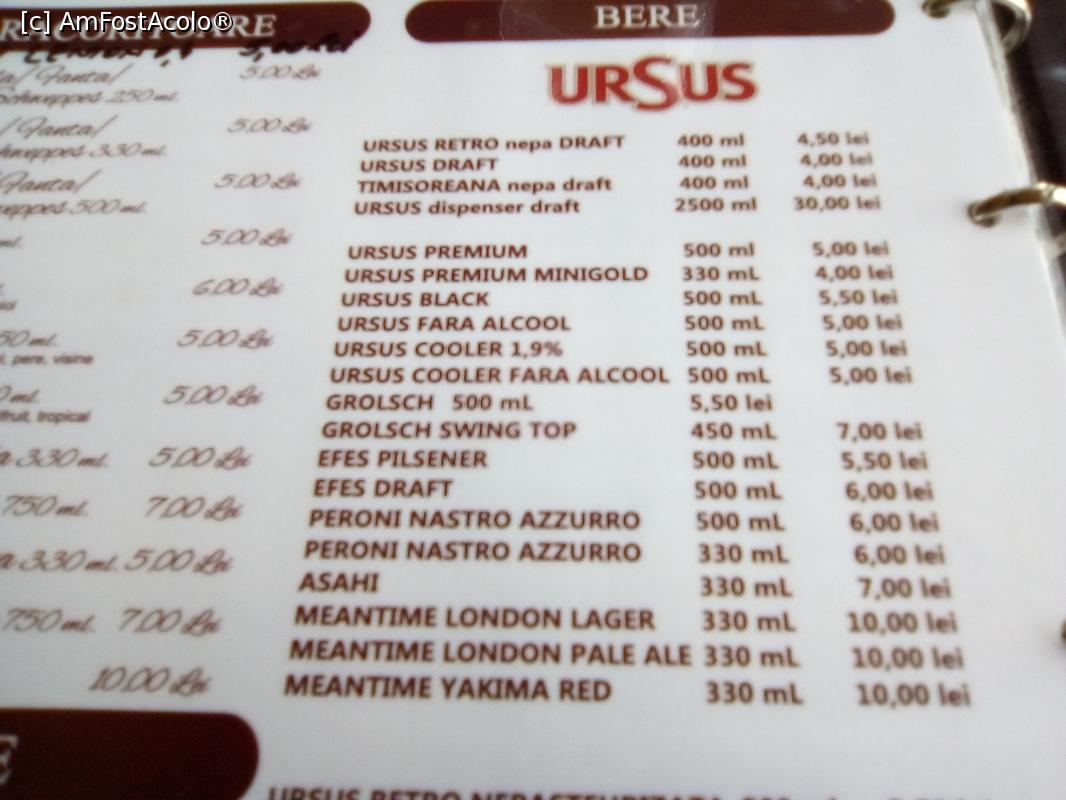 [c] AmFostAcolo®
BERE
URSUS
URSUS RETRO nepa DRAFT 400 ml 4,50 lei
URSUS DRAFT 400 ml 4,00 lei
TIMISOREANA nepa draft 400 ml 4,00 lei
URSUS dispenser draft 2500 ml 30,00 lei
URSUS PREMIUM 500 ml 5,00 lei
URSUS PREMIUM MINIGOLD 330 mL 4,00 lei
URSUS BLACK 500 mL 5,50 lei
URSUS FARA ALCOOL 500 mL 5,00 lei
URSUS COOLER 1,9% 500 mL 5,00 lei
URSUS COOLER FARA ALCOOL 500 mL 5,00 lei
GROLSCH 500 mL 5,50 lei
GROLSCH SWING TOP 450 mL 7,00 lei
EFES PILSENER 500 mL 5,50 lei
EFES DRAFT 500 mL 6,00 lei
PERONI NASTRO AZZURRO 500 mL 6,00 lei
PERONI NASTRO AZZURRO 330 mL 6,00 lei
ASAHI 330 mL 7,00 lei
MEANTIME LONDON LAGER 330 mL 10,00 lei
MEANTIME LONDON PALE ALE 330 mL 10,00 lei
MEANTIME YAKIMA RED 330 mL 10,00 lei
5,00 Lei
/ Fanta/ 
Schweppes 250 ml.
/ Fanta/ 5,00 Lei
330 ml.
/Fanta/ 5,00 Lei
500 ml.
ml. 5,00 Lei
6,00 Lei
50 ml. 5,00 Lei
pere, visine
0 ml. 5,00 Lei
tropical
330 ml. 5,00 Lei
750 ml. 7,00 Lei
330 ml. 5,00 Lei
750 ml. 7,00 Lei
10,00 Lei